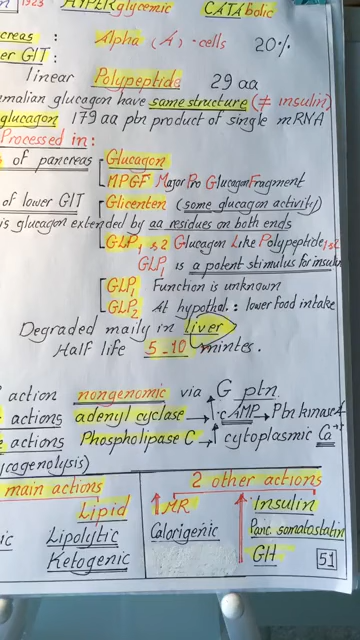 1923 HYPERglycemic CATAbolic
creas: Alpha (A)-cells 20%
er GIT:
linear Polypeptide 29 aa
malian glucagon have same structure (≠ insulin)
glucagon 179 aa ptn product of single mRNA
Processed in:
of pancreas Glucagon
MPGF Major Pro Glucagon Fragment
of lower GIT Glicenten (some glucagon activity)
is glucagon extended by aa residues on both ends
GLP1 & 2 Glucagon Like Polypeptide 1&2
GLP1 is a potent stimulus for insulin
GLP1 Function is unknown
GLP2 At hypothal.: lower food intake
Degraded maily in liver
Half life 5-10 mintes.
action nongenomic via G ptn.
actions adenyl cyclase → ↑cAMP → Ptn kinase A
actions Phospholipase C → ↑ cytoplasmic Ca++
ycogenolysis)
main actions 2 other actions
Lipid ↑ MR ↑ Insulin
ic Lipolytic Calorigenic Panc. somatostatin
Ketogenic GH 51